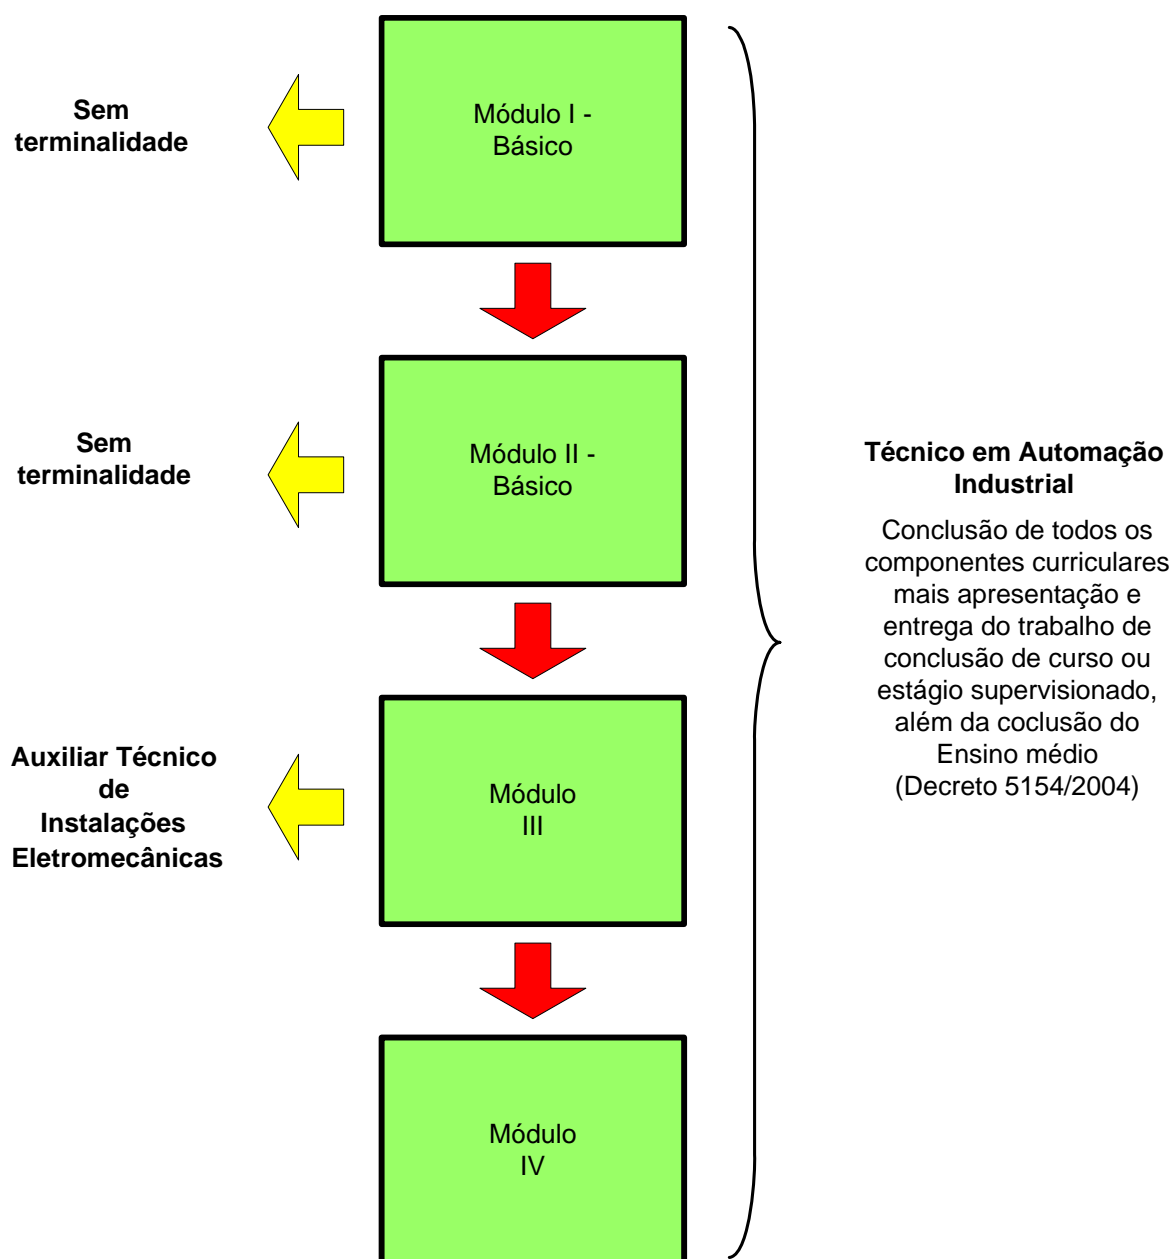 Sem
terminalidade
Módulo I -
Básico
Sem
terminalidade
Módulo II -
Básico
Auxiliar Técnico
de
Instalações
Eletromecânicas
Módulo
III
Módulo
IV
Técnico em Automação
Industrial
Conclusão de todos os
componentes curriculares
mais apresentação e
entrega do trabalho de
conclusão de curso ou
estágio supervisionado,
além da coclusão do
Ensino médio
(Decreto 5154/2004)